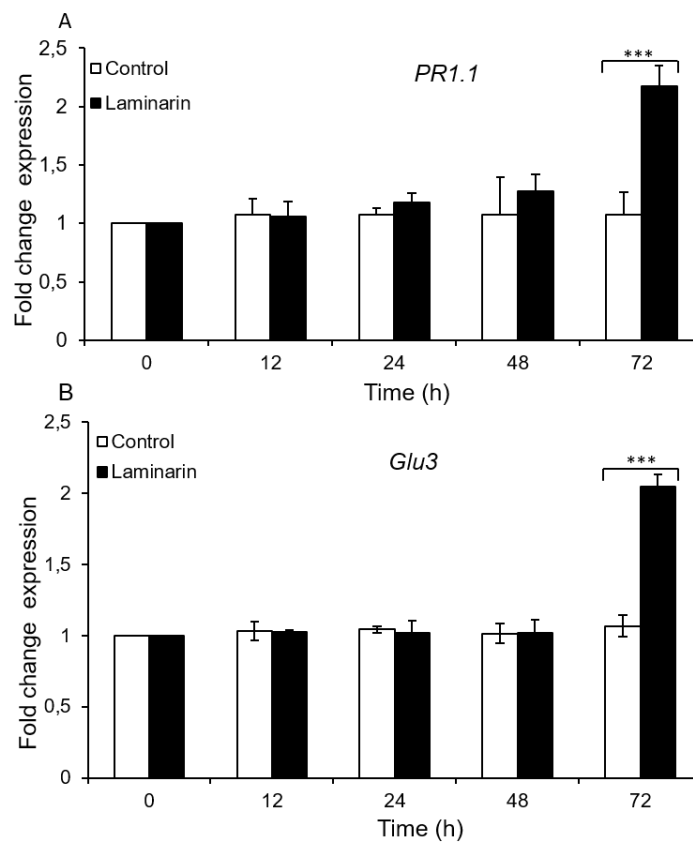 A
2,5
Control
Laminarin
PR1.1
***
2
1,5
1
0,5
0
Fold change expression
0 12 24 48 72
Time (h)
B
2,5
Control
Laminarin
Glu3
***
2
1,5
1
0,5
0
Fold change expression
0 12 24 48 72
Time (h)